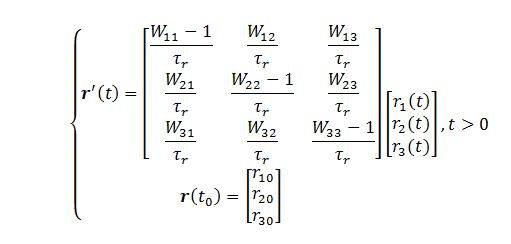 r′(t) = [ (W₁₁ − 1)/τᵣ  W₁₂/τᵣ  W₁₃/τᵣ
W₂₁/τᵣ  (W₂₂ − 1)/τᵣ  W₂₃/τᵣ
W₃₁/τᵣ  W₃₂/τᵣ  (W₃₃ − 1)/τᵣ ] [ r₁(t) r₂(t) r₃(t) ] , t > 0
r(t₀) = [ r₁₀ r₂₀ r₃₀ ]